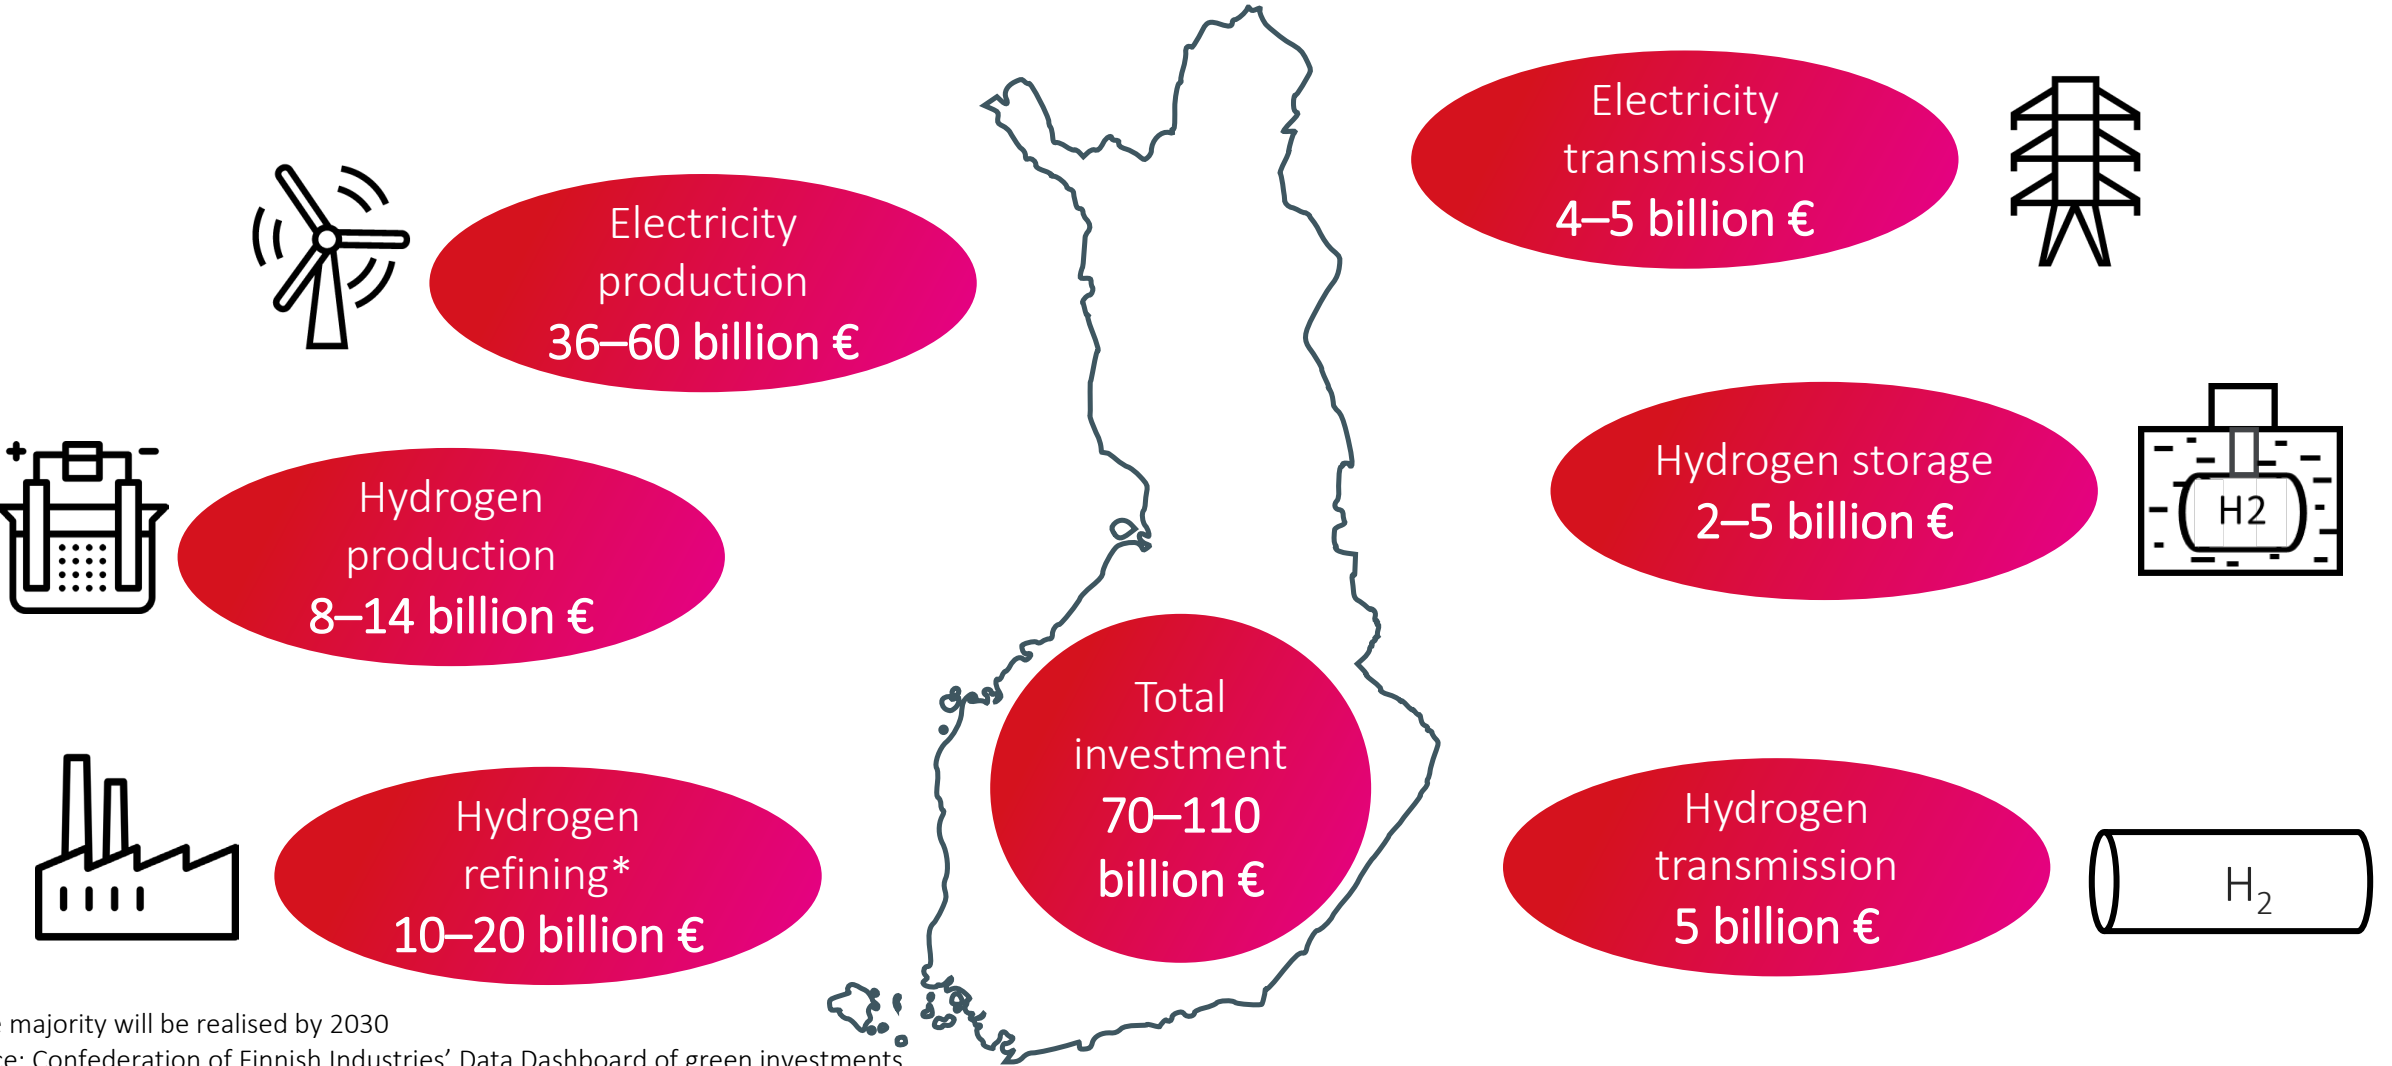 Electricity
production
36–60 billion €
Hydrogen
production
8–14 billion €
Hydrogen
refining*
10–20 billion €
Total
investment
70–110
billion €
Electricity
transmission
4–5 billion €
Hydrogen storage
2–5 billion €
H2
Hydrogen
transmission
5 billion €
H₂
majority will be realised by 2030
Confederation of Finnish Industries’ Data Dashboard of green investments